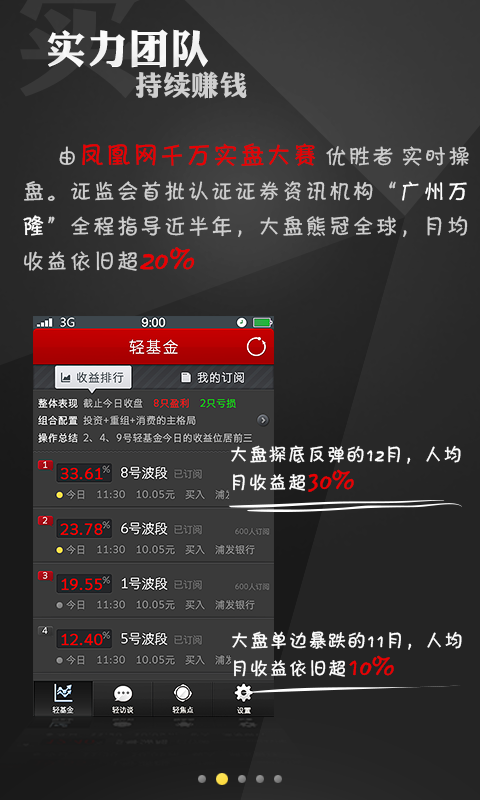 买
实力团队
持续赚钱
由凤凰网千万实盘大赛 优胜者 实时操
盘。证监会首批认证证券资讯机构“广州万
隆”全程指导近半年，大盘熊冠全球，月均
收益依旧超20%
3G 9:00
轻基金
收益排行 我的订阅
整体表现 截止今日收盘 8只盈利 2只亏损
组合配置 投资+重组+消费的主格局
操作总结 2、4、9号轻基金今日的收益位居前三
1 33.61% 8号波段 已订阅
今日 11:30 10.05元 买入 浦发
大盘探底反弹的12月，人均
月收益超30%
2 23.78% 6号波段 已订阅 600人订阅
今日 11:30 10.05元 买入 浦发银行
3 19.55% 1号波段 已订阅 600人订阅
今日 11:30 10.05元 买入 浦发银行
4 12.40% 5号波段 已订阅
今日 11:30 10.05元 买入 浦发
大盘单边暴跌的11月，人均
月收益依旧超10%
轻基金 轻访谈 轻焦点 设置